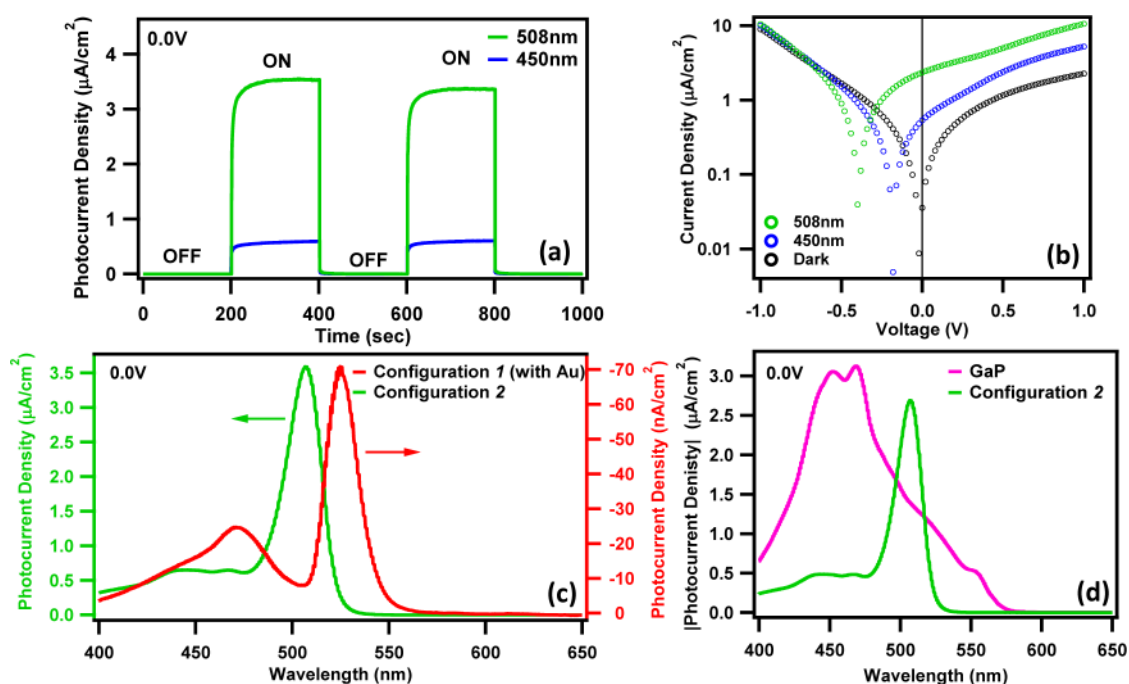 0.0V
508nm
450nm
ON
ON
OFF
OFF
(a)
Photocurrent Density (μA/cm²)
4
3
2
1
0
0
200
400
600
800
1000
Time (sec)
Current Density (μA/cm²)
10
1
0.1
0.01
508nm
450nm
Dark
(b)
-1.0
-0.5
0.0
0.5
1.0
Voltage (V)
Photocurrent Density (μA/cm²)
3.5
3.0
2.5
2.0
1.5
1.0
0.5
0.0
0.0V
Configuration 1 (with Au)
Configuration 2
(c)
-70
-60
-50
-40
-30
-20
-10
0
Photocurrent Density (nA/cm²)
400
450
500
550
600
650
Wavelength (nm)
|Photocurrent Denisty| (μA/cm²)
3.0
2.5
2.0
1.5
1.0
0.5
0.0
0.0V
GaP
Configuration 2
(d)
400
450
500
550
600
650
Wavelength (nm)